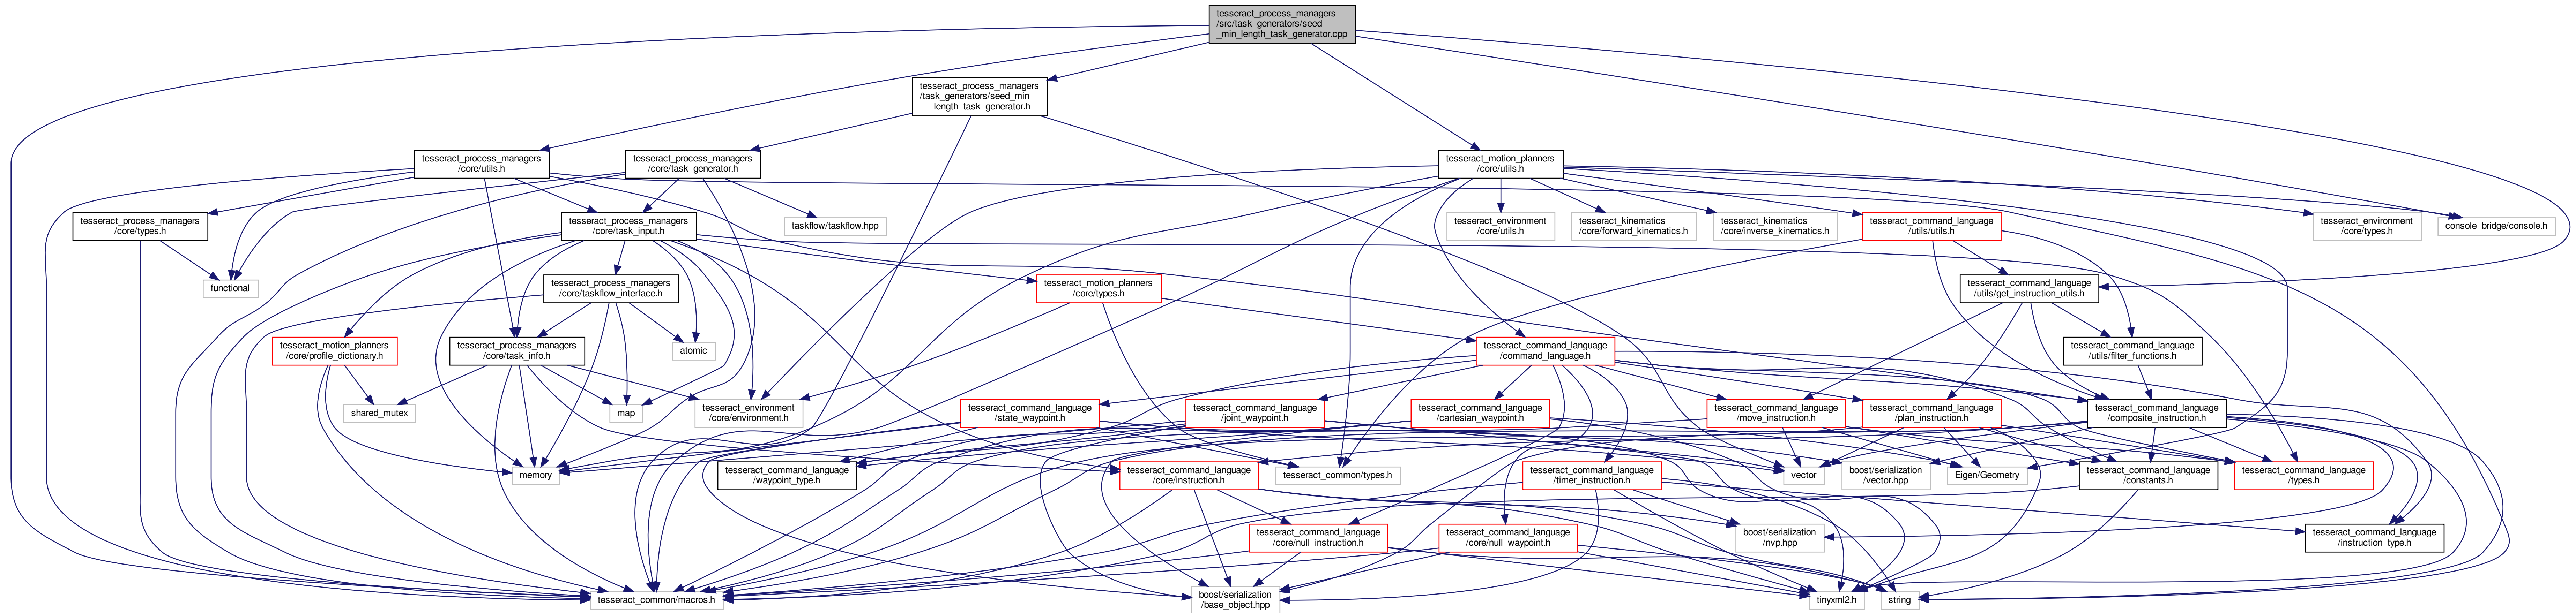 tesseract_process_managers
/src/task_generators/seed
_min_length_task_generator.cpp
tesseract_process_managers
/task_generators/seed_min
_length_task_generator.h
tesseract_process_managers
/core/utils.h
tesseract_process_managers
/core/task_generator.h
tesseract_motion_planners
/core/utils.h
tesseract_process_managers
/core/types.h
tesseract_process_managers
/core/task_input.h
taskflow/taskflow.hpp
tesseract_environment
/core/utils.h
tesseract_kinematics
/core/forward_kinematics.h
tesseract_kinematics
/core/inverse_kinematics.h
tesseract_command_language
/utils/utils.h
tesseract_environment
/core/types.h
console_bridge/console.h
functional
tesseract_process_managers
/core/taskflow_interface.h
tesseract_motion_planners
/core/types.h
tesseract_command_language
/utils/get_instruction_utils.h
tesseract_motion_planners
/core/profile_dictionary.h
tesseract_process_managers
/core/task_info.h
atomic
tesseract_command_language
/command_language.h
tesseract_command_language
/utils/filter_functions.h
shared_mutex
map
tesseract_environment
/core/environment.h
tesseract_command_language
/state_waypoint.h
tesseract_command_language
/joint_waypoint.h
tesseract_command_language
/cartesian_waypoint.h
tesseract_command_language
/move_instruction.h
tesseract_command_language
/plan_instruction.h
tesseract_command_language
/composite_instruction.h
memory
tesseract_command_language
/waypoint_type.h
tesseract_command_language
/core/instruction.h
tesseract_common/types.h
tesseract_command_language
/timer_instruction.h
vector
boost/serialization
/vector.hpp
Eigen/Geometry
tesseract_command_language
/constants.h
tesseract_command_language
/types.h
tesseract_command_language
/core/null_instruction.h
tesseract_command_language
/core/null_waypoint.h
boost/serialization
/nvp.hpp
tesseract_command_language
/instruction_type.h
tesseract_common/macros.h
boost/serialization
/base_object.hpp
tinyxml2.h
string